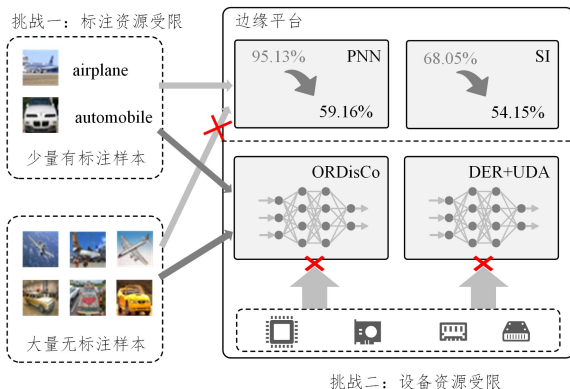 挑战一：标注资源受限
airplane
automobile
少量有标注样本
大量无标注样本
边缘平台
95.13%
PNN
59.16%
68.05%
SI
54.15%
ORDisCo
DER+UDA
挑战二：设备资源受限